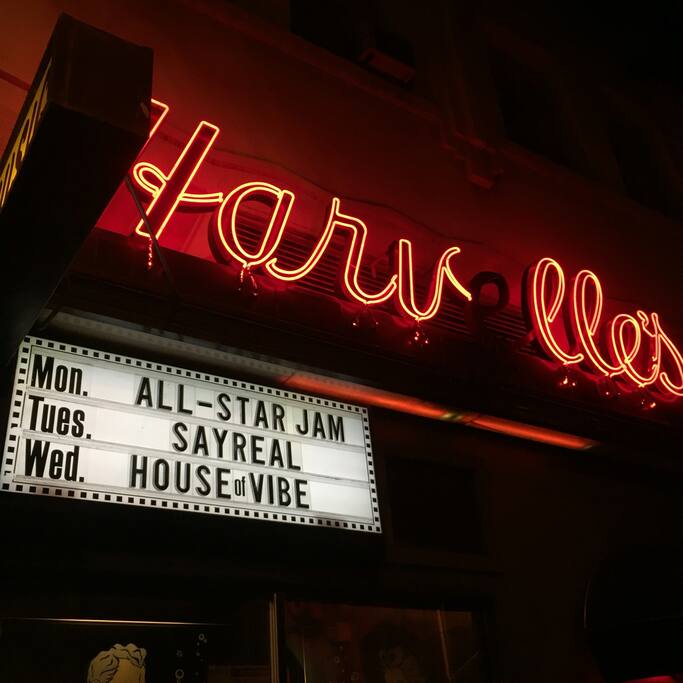 Harvelle's
Mon. ALL-STAR JAM
Tues. SAYREAL
Wed. HOUSE of VIBE